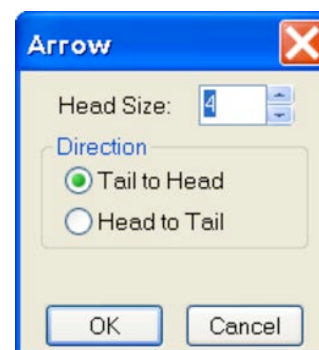 Arrow
Head Size: 4
Direction
Tail to Head
Head to Tail
OK Cancel